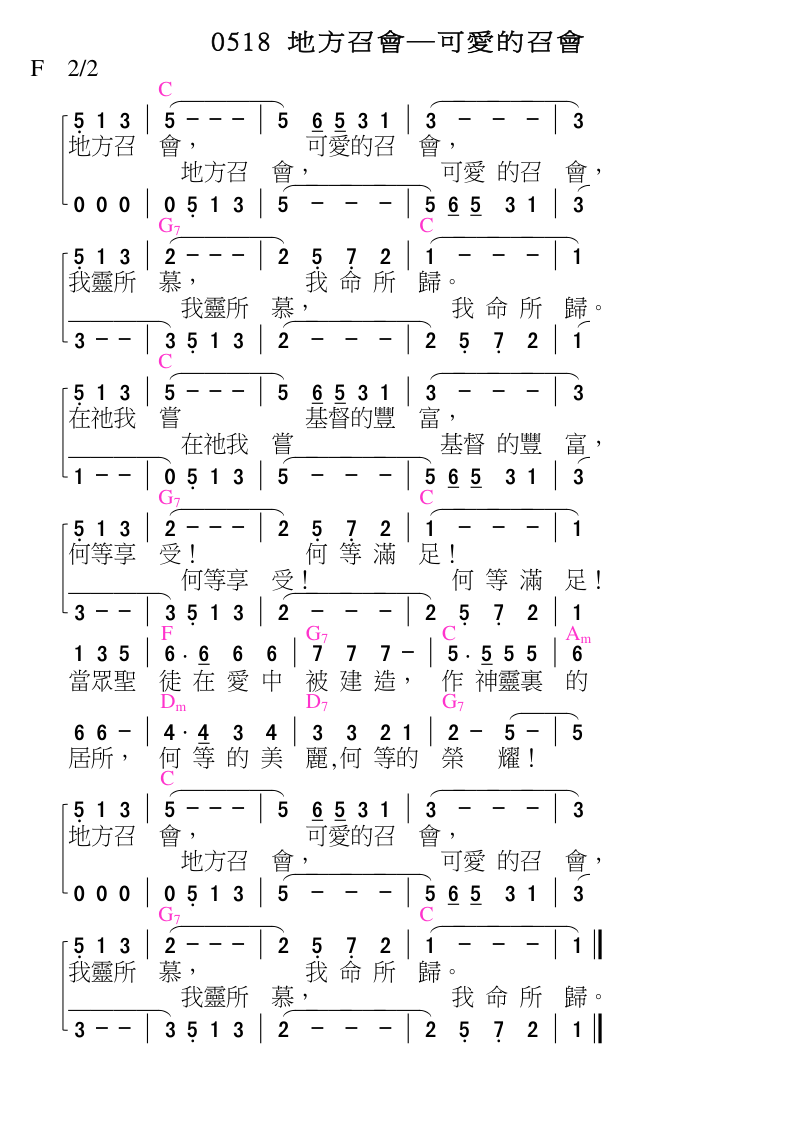 0518 地方召會—可愛的召會
F 2/2
C
5 1 3 | 5 - - - | 5 6 5 3 1 | 3 - - - | 3
地方召 會， 可愛的召 會，
地方召 會， 可愛 的召 會，
0 0 0 | 0 5 1 3 | 5 - - - | 5 6 5 3 1 | 3
G7 C
5 1 3 | 2 - - - | 2 5 7 2 | 1 - - - | 1
我靈所 慕， 我 命 所 歸。
我靈所 慕， 我 命 所 歸。
3 - - | 3 5 1 3 | 2 - - - | 2 5 7 2 | 1
C
5 1 3 | 5 - - - | 5 6 5 3 1 | 3 - - - | 3
在祂我 嘗 基督的豐 富，
在祂我 嘗 基督 的豐 富，
1 - - | 0 5 1 3 | 5 - - - | 5 6 5 3 1 | 3
G7 C
5 1 3 | 2 - - - | 2 5 7 2 | 1 - - - | 1
何等享 受！ 何 等 滿 足！
何等享 受！ 何 等 滿 足！
3 - - | 3 5 1 3 | 2 - - - | 2 5 7 2 | 1
F G7 C Am
1 3 5 | 6 · 6 6 6 | 7 7 7 - | 5 · 5 5 5 | 6
當眾聖 徒 在 愛 中 被 建 造， 作 神靈裏 的
Dm D7 G7
6 6 - | 4 · 4 3 4 | 3 3 2 1 | 2 - 5 - | 5
居所， 何 等 的 美 麗,何 等的 榮 耀！
C
5 1 3 | 5 - - - | 5 6 5 3 1 | 3 - - - | 3
地方召 會， 可愛的召 會，
地方召 會， 可愛 的召 會，
0 0 0 | 0 5 1 3 | 5 - - - | 5 6 5 3 1 | 3
G7 C
5 1 3 | 2 - - - | 2 5 7 2 | 1 - - - | 1
我靈所 慕， 我 命 所 歸。
我靈所 慕， 我 命 所 歸。
3 - - | 3 5 1 3 | 2 - - - | 2 5 7 2 | 1